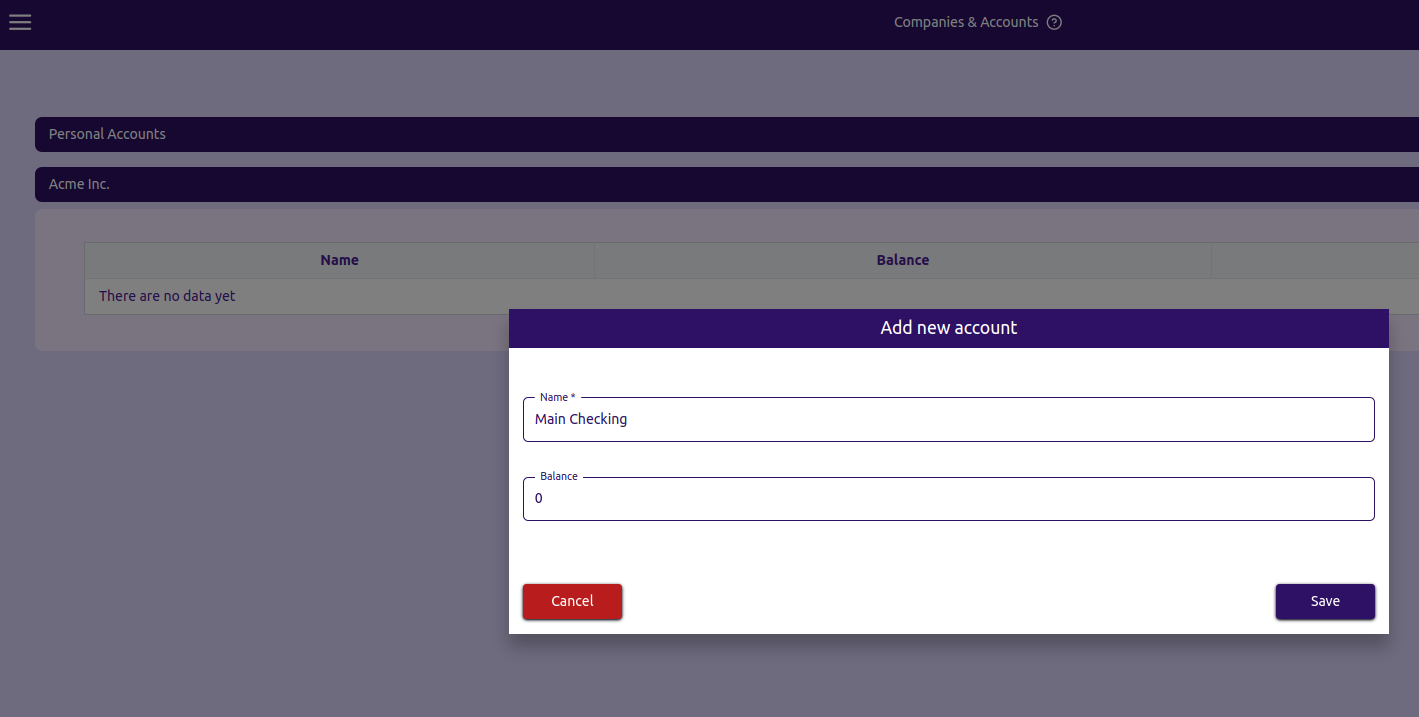 Companies & Accounts ?
Personal Accounts
Acme Inc.
Name Balance
There are no data yet
Add new account
Name *
Main Checking
Balance
0
Cancel Save